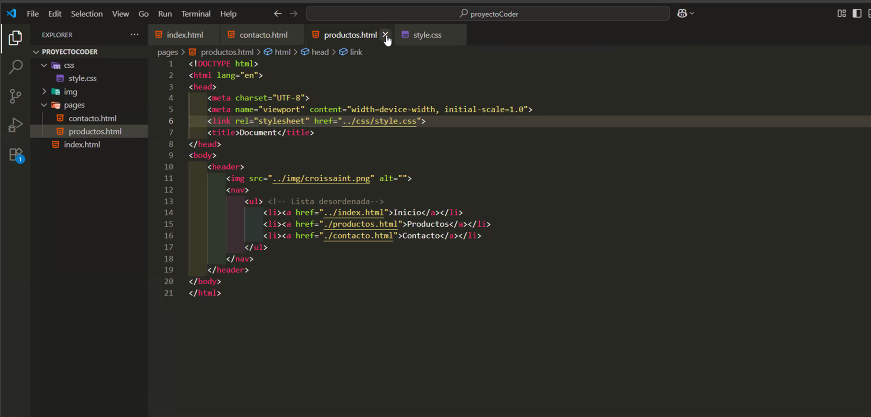 File Edit Selection View Go Run Terminal Help
proyectoCoder
EXPLORER
PROYECTOCODER
css
style.css
img
pages
contacto.html
productos.html
index.html
1
index.html
contacto.html
productos.html
style.css
pages > productos.html > html > head > link
1 <!DOCTYPE html>
2 <html lang="en">
3 <head>
4 <meta charset="UTF-8">
5 <meta name="viewport" content="width=device-width, initial-scale=1.0">
6 <link rel="stylesheet" href="../css/style.css">
7 <title>Document</title>
8 </head>
9 <body>
10 <header>
11 <img src="../img/croissaint.png" alt="">
12 <nav>
13 <ul> <!-- Lista desordenada-->
14 <li><a href="../index.html">Inicio</a></li>
15 <li><a href="./productos.html">Productos</a></li>
16 <li><a href="./contacto.html">Contacto</a></li>
17 </ul>
18 </nav>
19 </header>
20 </body>
21 </html>